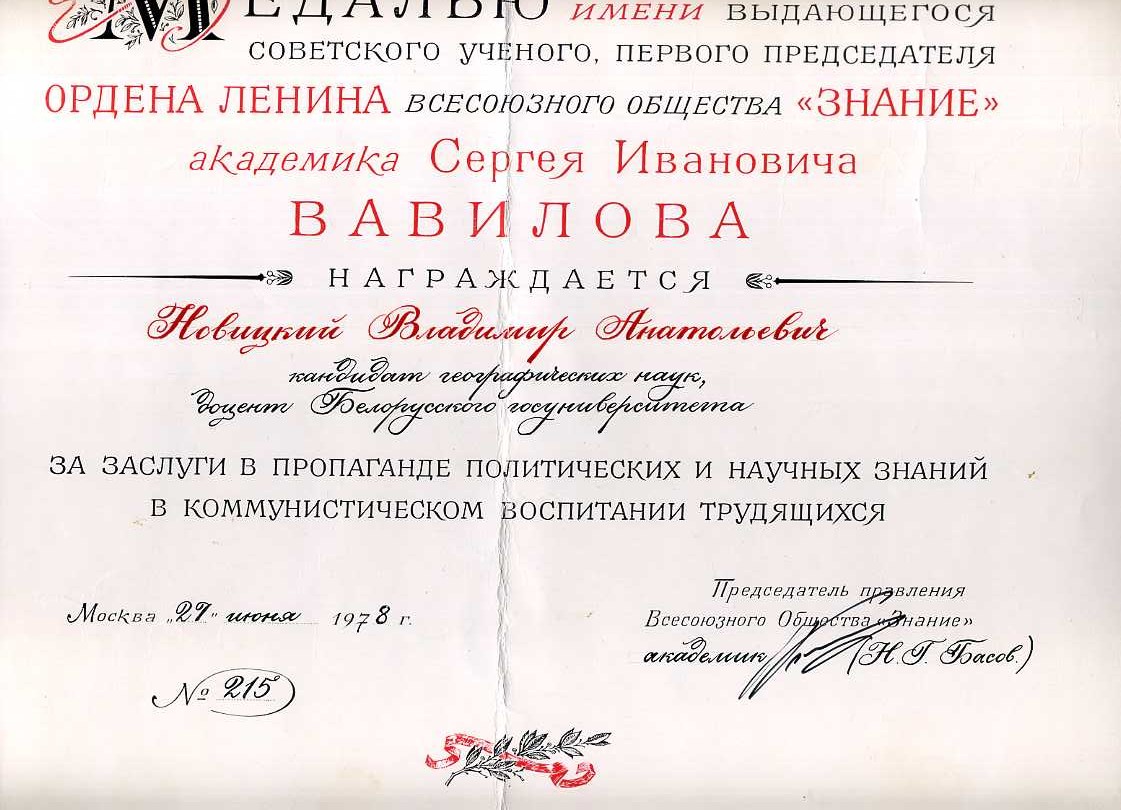 МЕДАЛЬЮ ИМЕНИ ВЫДАЮЩЕГОСЯ
СОВЕТСКОГО УЧЕНОГО, ПЕРВОГО ПРЕДСЕДАТЕЛЯ
ОРДЕНА ЛЕНИНА ВСЕСОЮЗНОГО ОБЩЕСТВА «ЗНАНИЕ»
академика Сергея Ивановича
ВАВИЛОВА
НАГРАЖДАЕТСЯ
Новицкий Владимир Анатольевич
кандидат географических наук,
доцент Белорусского госуниверситета
ЗА ЗАСЛУГИ В ПРОПАГАНДЕ ПОЛИТИЧЕСКИХ И НАУЧНЫХ ЗНАНИЙ
В КОММУНИСТИЧЕСКОМ ВОСПИТАНИИ ТРУДЯЩИХСЯ
Председатель правления
Москва „27" июня 1978 г.
Всесоюзного Общества «Знание»
академик (Н. Г. Басов.)
№ 215